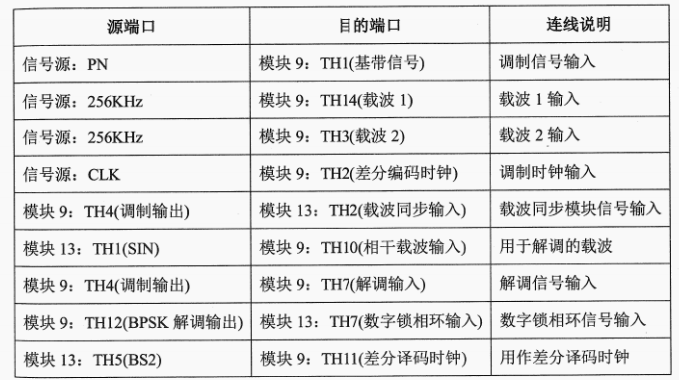 源端口 目的端口 连线说明
信号源：PN 模块 9：TH1(基带信号) 调制信号输入
信号源：256KHz 模块 9：TH14(载波 1) 载波 1 输入
信号源：256KHz 模块 9：TH3(载波 2) 载波 2 输入
信号源：CLK 模块 9：TH2(差分编码时钟) 调制时钟输入
模块 9：TH4(调制输出) 模块 13：TH2(载波同步输入) 载波同步模块信号输入
模块 13：TH1(SIN) 模块 9：TH10(相干载波输入) 用于解调的载波
模块 9：TH4(调制输出) 模块 9：TH7(解调输入) 解调信号输入
模块 9：TH12(BPSK 解调输出) 模块 13：TH7(数字锁相环输入) 数字锁相环信号输入
模块 13：TH5(BS2) 模块 9：TH11(差分译码时钟) 用作差分译码时钟